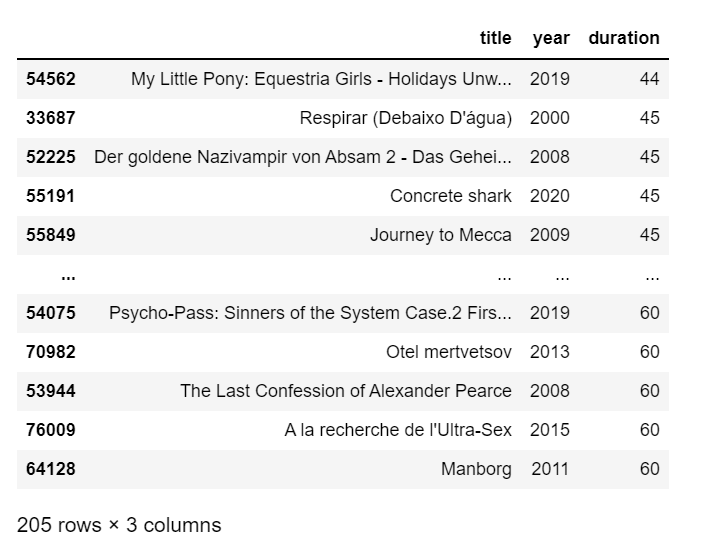 title year duration
54562 My Little Pony: Equestria Girls - Holidays Unw... 2019 44
33687 Respirar (Debaixo D'água) 2000 45
52225 Der goldene Nazivampir von Absam 2 - Das Gehei... 2008 45
55191 Concrete shark 2020 45
55849 Journey to Mecca 2009 45
... ... ... ...
54075 Psycho-Pass: Sinners of the System Case.2 Firs... 2019 60
70982 Otel mertvetsov 2013 60
53944 The Last Confession of Alexander Pearce 2008 60
76009 A la recherche de l'Ultra-Sex 2015 60
64128 Manborg 2011 60
205 rows × 3 columns